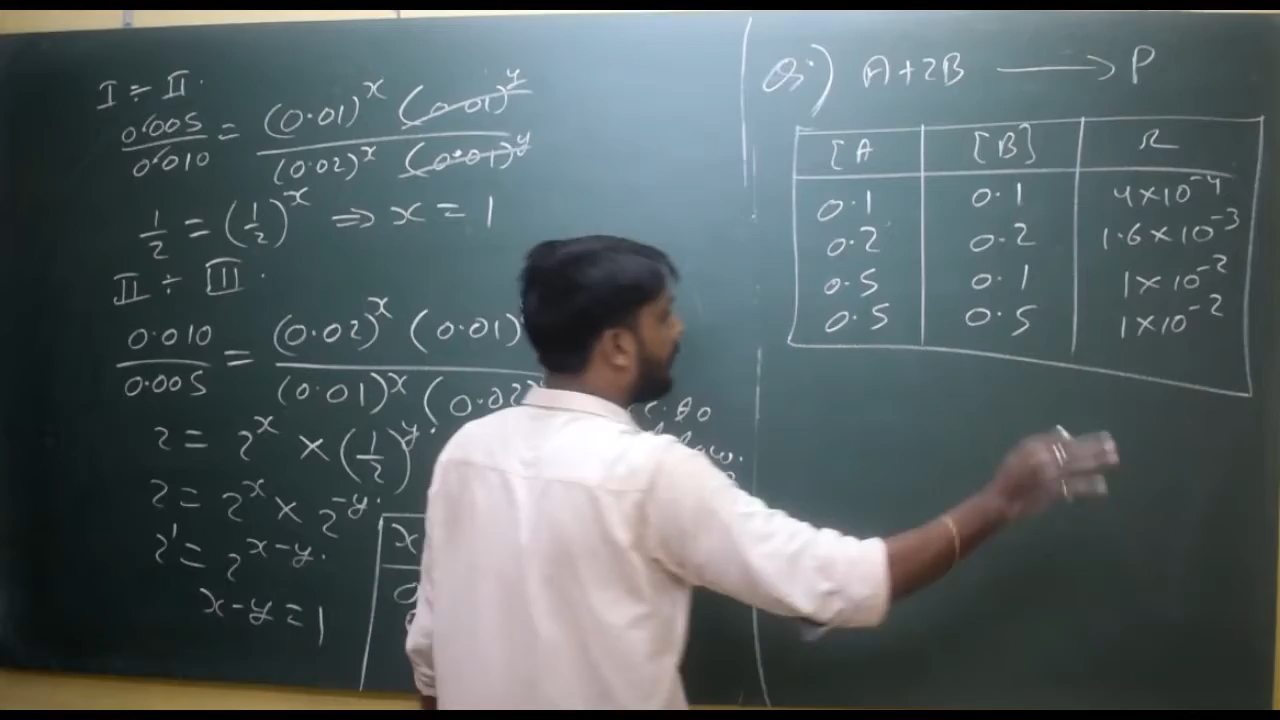 I ÷ II.
0.005/0.010 = (0.01)^x (0.01)^y/(0.02)^x (0.01)^y
1/2 = (1/2)^x ⇒ x = 1
II ÷ III.
0.010/0.005 = (0.02)^x (0.01)/(0.01)^x (0.02
2 = 2^x × (1/2)^y.
2 = 2^x × 2^-y.
2^1 = 2^x-y.
x-y = 1
x
Q:) A+2B → P
[A [B] r
0.1 0.1 4×10^-4
0.2 0.2 1.6×10^-3
0.5 0.1 1×10^-2
0.5 0.5 1×10^-2